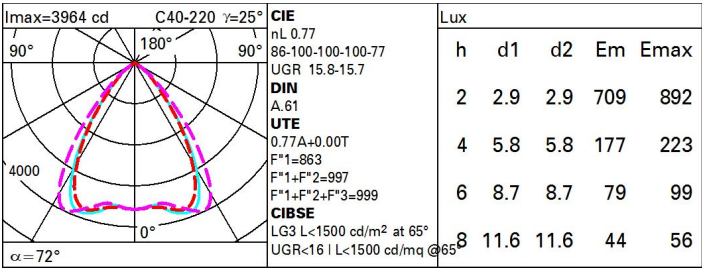 Imax=3964 cd C40-220 γ=25°
90° 180° 90°
4000
0°
α=72°
CIE
nL 0.77
86-100-100-100-77
UGR 15.8-15.7
DIN
A.61
UTE
0.77A+0.00T
F"1=863
F"1+F"2=997
F"1+F"2+F"3=999
CIBSE
LG3 L<1500 cd/m² at 65°
UGR<16 | L<1500 cd/mq @65°
Lux
h d1 d2 Em Emax
2 2.9 2.9 709 892
4 5.8 5.8 177 223
6 8.7 8.7 79 99
8 11.6 11.6 44 56